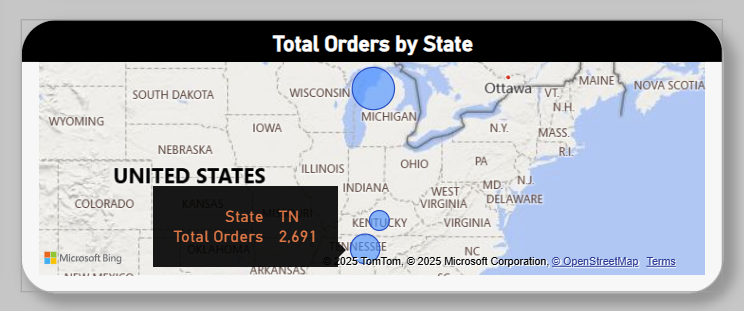 Total Orders by State
Ottawa
MAINE
NOVA SCOTIA
SOUTH DAKOTA
WISCONSIN
VT.
N.H.
WYOMING
MICHIGAN
IOWA
N.Y.
MASS.
NEBRASKA
R.I.
UNITED STATES
ILLINOIS
OHIO
PA
INDIANA
MD.
N.J.
COLORADO
KANSAS
WEST
VIRGINIA
DELAWARE
State TN
KENTUCKY
VIRGINIA
Total Orders 2,691
TENNESSEE
OKLAHOMA
NC
Microsoft Bing
© 2025 TomTom, © 2025 Microsoft Corporation, © OpenStreetMap Terms
NEW MEXICO
ARKANSAS
SC